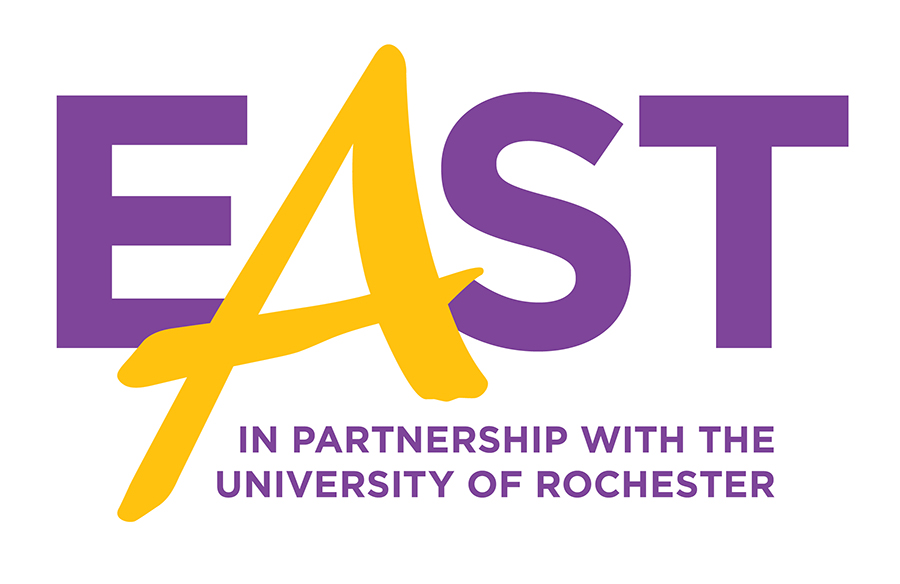 EAST
IN PARTNERSHIP WITH THE
UNIVERSITY OF ROCHESTER